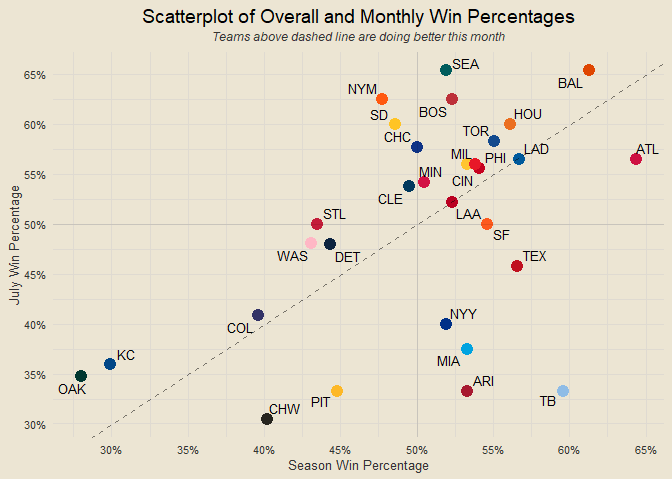 Scatterplot of Overall and Monthly Win Percentages
Teams above dashed line are doing better this month
July Win Percentage
65%
60%
55%
50%
45%
40%
35%
30%
SEA
BAL
NYM
BOS
SD
HOU
TOR
CHC
LAD
ATL
MIL
PHI
MIN
CIN
CLE
LAA
STL
SF
WAS
DET
TEX
COL
NYY
KC
MIA
OAK
ARI
PIT
TB
CHW
30%
35%
40%
45%
50%
55%
60%
65%
Season Win Percentage